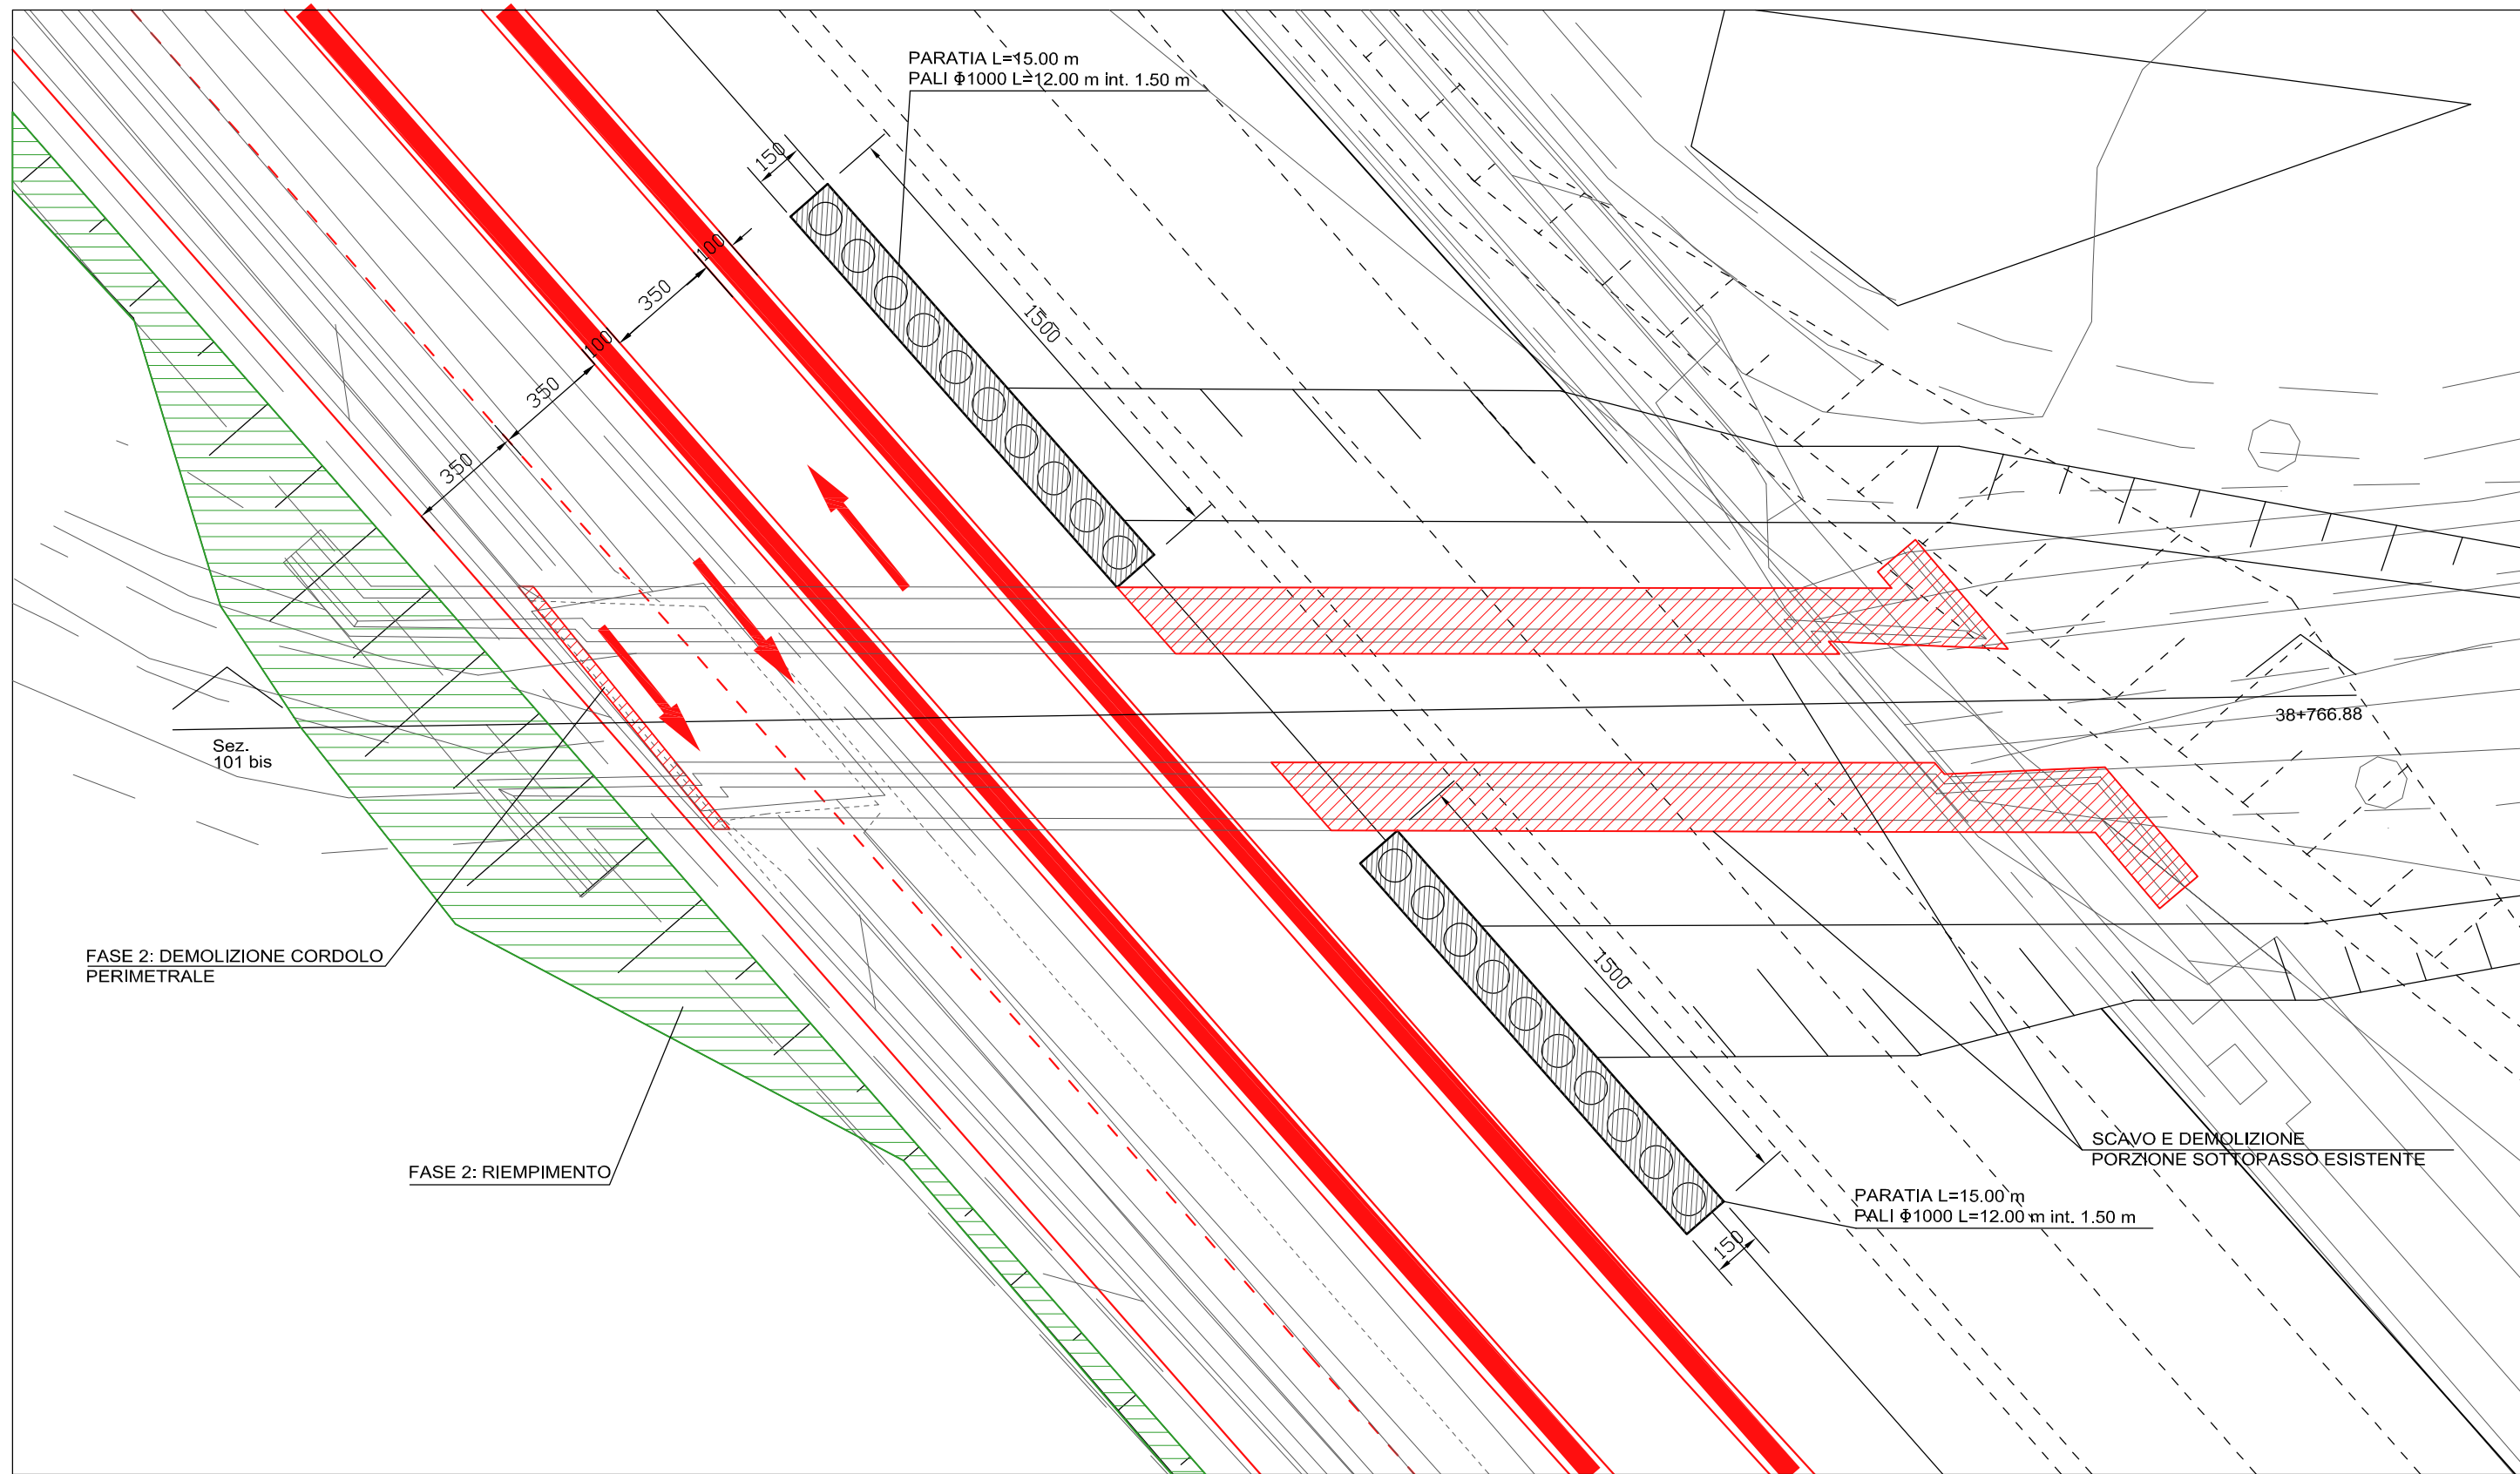 PARATIA L=15.00 m
PALI Φ1000 L=12.00 m int. 1.50 m
150
100
350
1500
100
350
350
38+766.88
Sez.
101 bis
FASE 2: DEMOLIZIONE CORDOLO
PERIMETRALE
1500
SCAVO E DEMOLIZIONE
PORZIONE SOTTOPASSO ESISTENTE
FASE 2: RIEMPIMENTO
PARATIA L=15.00 m
PALI Φ1000 L=12.00 m int. 1.50 m
150